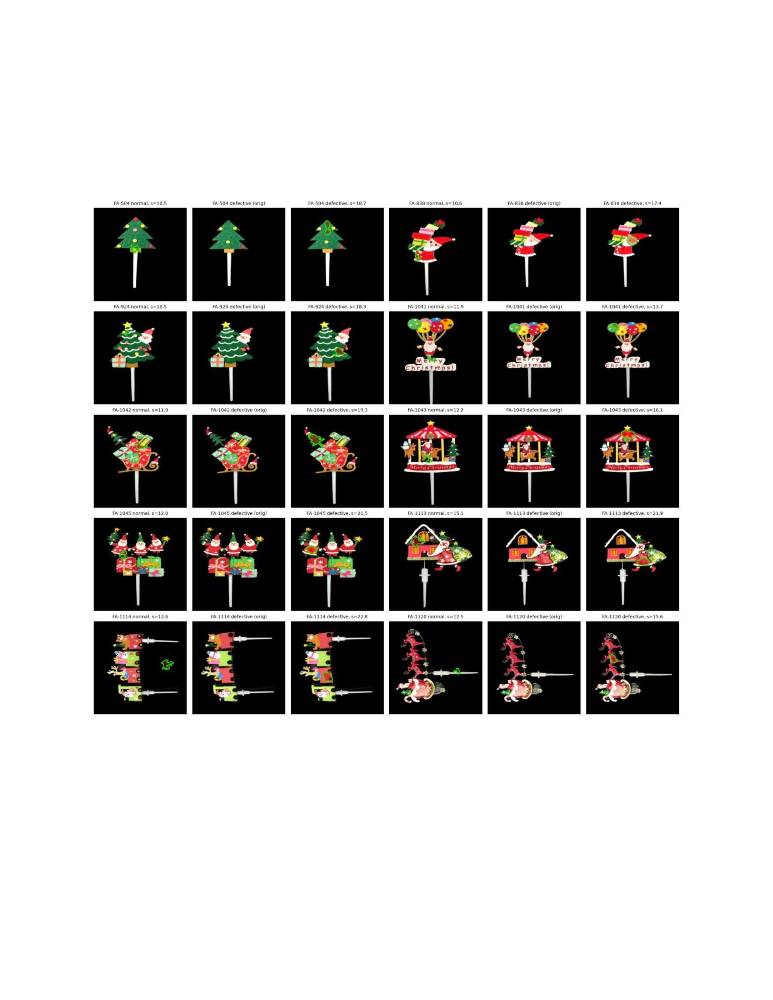 FA-504 normal, s=10.5 FA-504 defective (orig) FA-504 defective, s=18.7 FA-838 normal, s=10.6 FA-838 defective (orig) FA-838 defective, s=17.4
FA-924 normal, s=10.5 FA-924 defective (orig) FA-924 defective, s=18.3 FA-1041 normal, s=11.9 FA-1041 defective (orig) FA-1041 defective, s=13.7
Merry Merry Merry
Christmas! Christmas! Christmas!
FA-1042 normal, s=11.9 FA-1042 defective (orig) FA-1042 defective, s=19.3 FA-1043 normal, s=12.2 FA-1043 defective (orig) FA-1043 defective, s=16.1
Merry Christmas Merry Christmas Merry Christmas
FA-1045 normal, s=12.0 FA-1045 defective (orig) FA-1045 defective, s=21.5 FA-1113 normal, s=15.1 FA-1113 defective (orig) FA-1113 defective, s=21.9
FA-1114 normal, s=12.6 FA-1114 defective (orig) FA-1114 defective, s=22.8 FA-1120 normal, s=12.5 FA-1120 defective (orig) FA-1120 defective, s=15.6